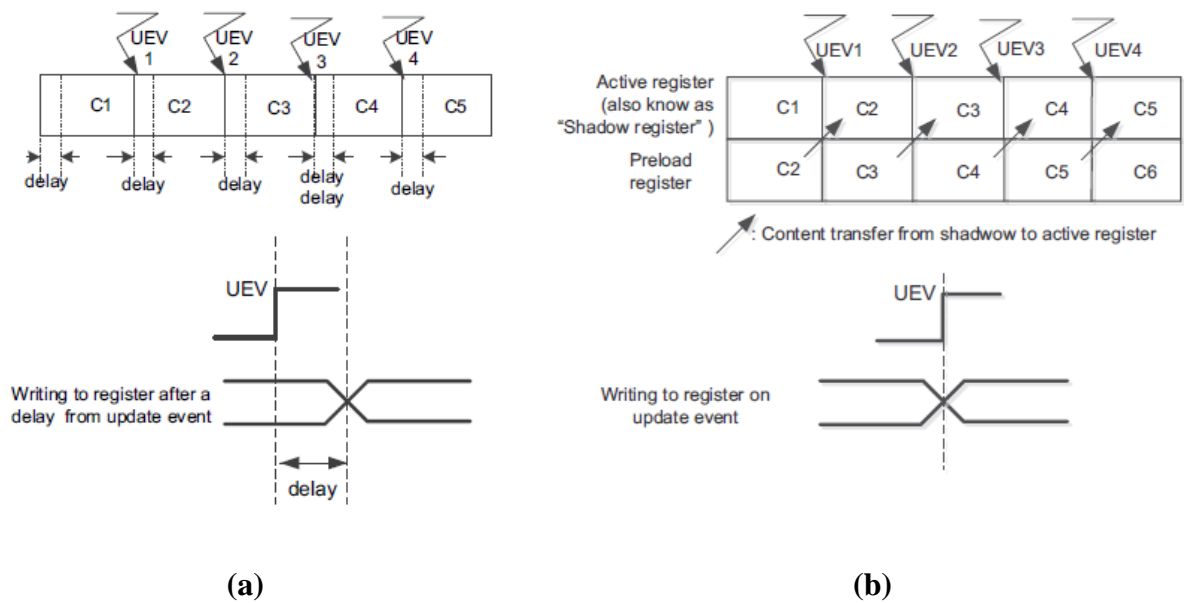 UEV
1
UEV
2
UEV
3
UEV
4
C1
C2
C3
C4
C5
delay
delay
delay
delay
delay
delay
UEV
Writing to register after a
delay from update event
delay
(a)
UEV1
UEV2
UEV3
UEV4
Active register
(also know as
“Shadow register” )
C1
C2
C3
C4
C5
Preload
register
C2
C3
C4
C5
C6
: Content transfer from shadwow to active register
UEV
Writing to register on
update event
(b)